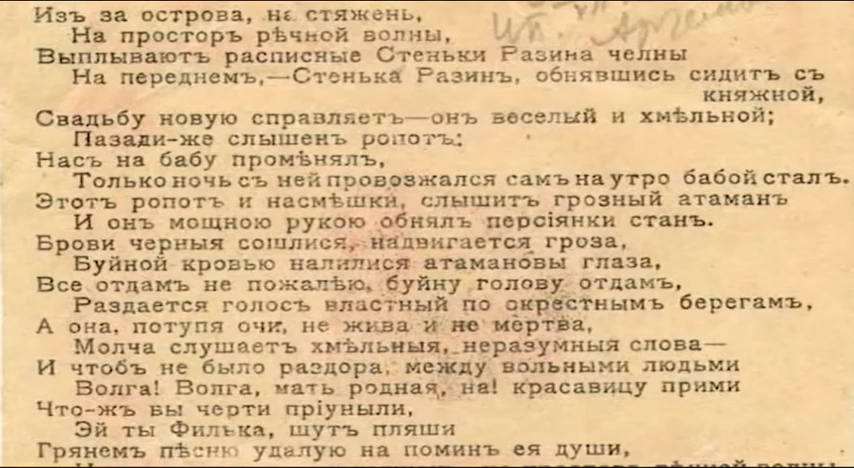 Изъ за острова, на стяжень,
На просторъ рѣчной волны,
Выплываютъ расписные Стеньки Разина челны
На переднемъ,—Стенька Разинъ, обнявшись сидитъ съ
княжной,
Свадьбу новую справляетъ—онъ веселый и хмѣльной;
Пазади-же слышенъ ропотъ:
Насъ на бабу промѣнялъ,
Только ночь съ ней провозжался самъ на утро бабой сталъ.
Этотъ ропотъ и насмѣшки, слышитъ грозный атаманъ
И онъ мощною рукою обнялъ персіянки станъ.
Брови черныя сошлися, надвигается гроза,
Буйной кровью налилися атамановы глаза,
Все отдамъ не пожалѣю, буйну голову отдамъ,
Раздается голосъ властный по окрестнымъ берегамъ,
А она, потупя очи, не жива и не мертва,
Молча слушаетъ хмѣльныя, неразумныя слова—
И чтобъ не было раздора, между вольными людьми
Волга! Волга, мать родная, на! красавицу прими
Что-жъ вы черти пріуныли,
Эй ты Филька, шутъ пляши
Грянемъ пѣсню удалую на поминъ ея души,